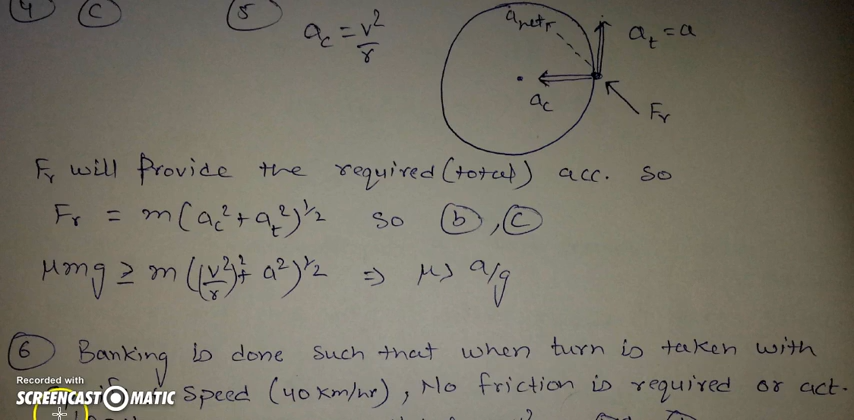 4 C 5 a_c = v²/r
a_net r
a_t = a
a_c
F_r
F_r will provide the required (total) acc. so
F_r = m(a_c² + a_t²)^1/2 so b, c
μmg ≥ m((v²/r)² + a²)^1/2 ⇒ μ> a/g
6 Banking is done such that when turn is taken with
speed (40 km/hr), No friction is required or act.
Recorded with
SCREENCAST-O-MATIC